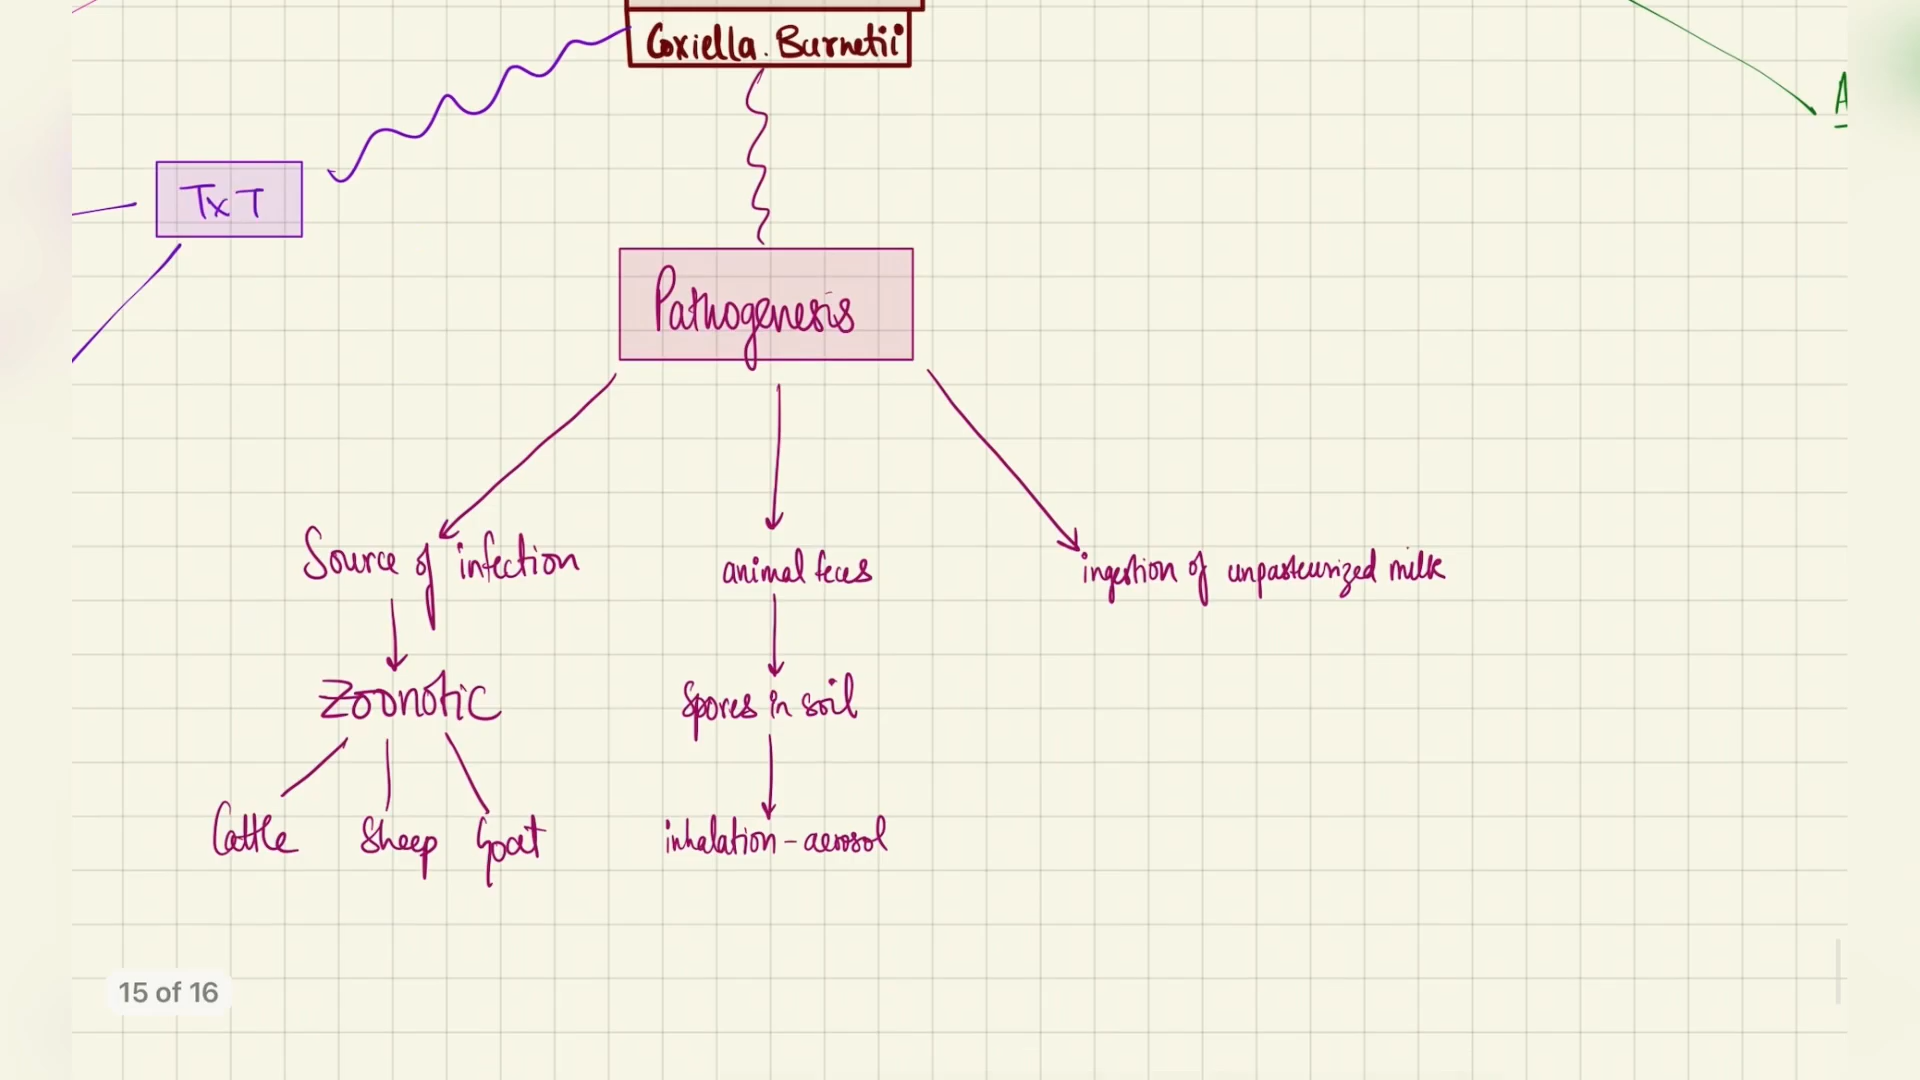 Coxiella. Burnetii
A
TxT
Pathogenesis
Source of infection
animal feces
ingestion of unpasteurized milk
Zoonotic
Spores in soil
Cattle
Sheep
Goat
inhalation - aerosol
15 of 16